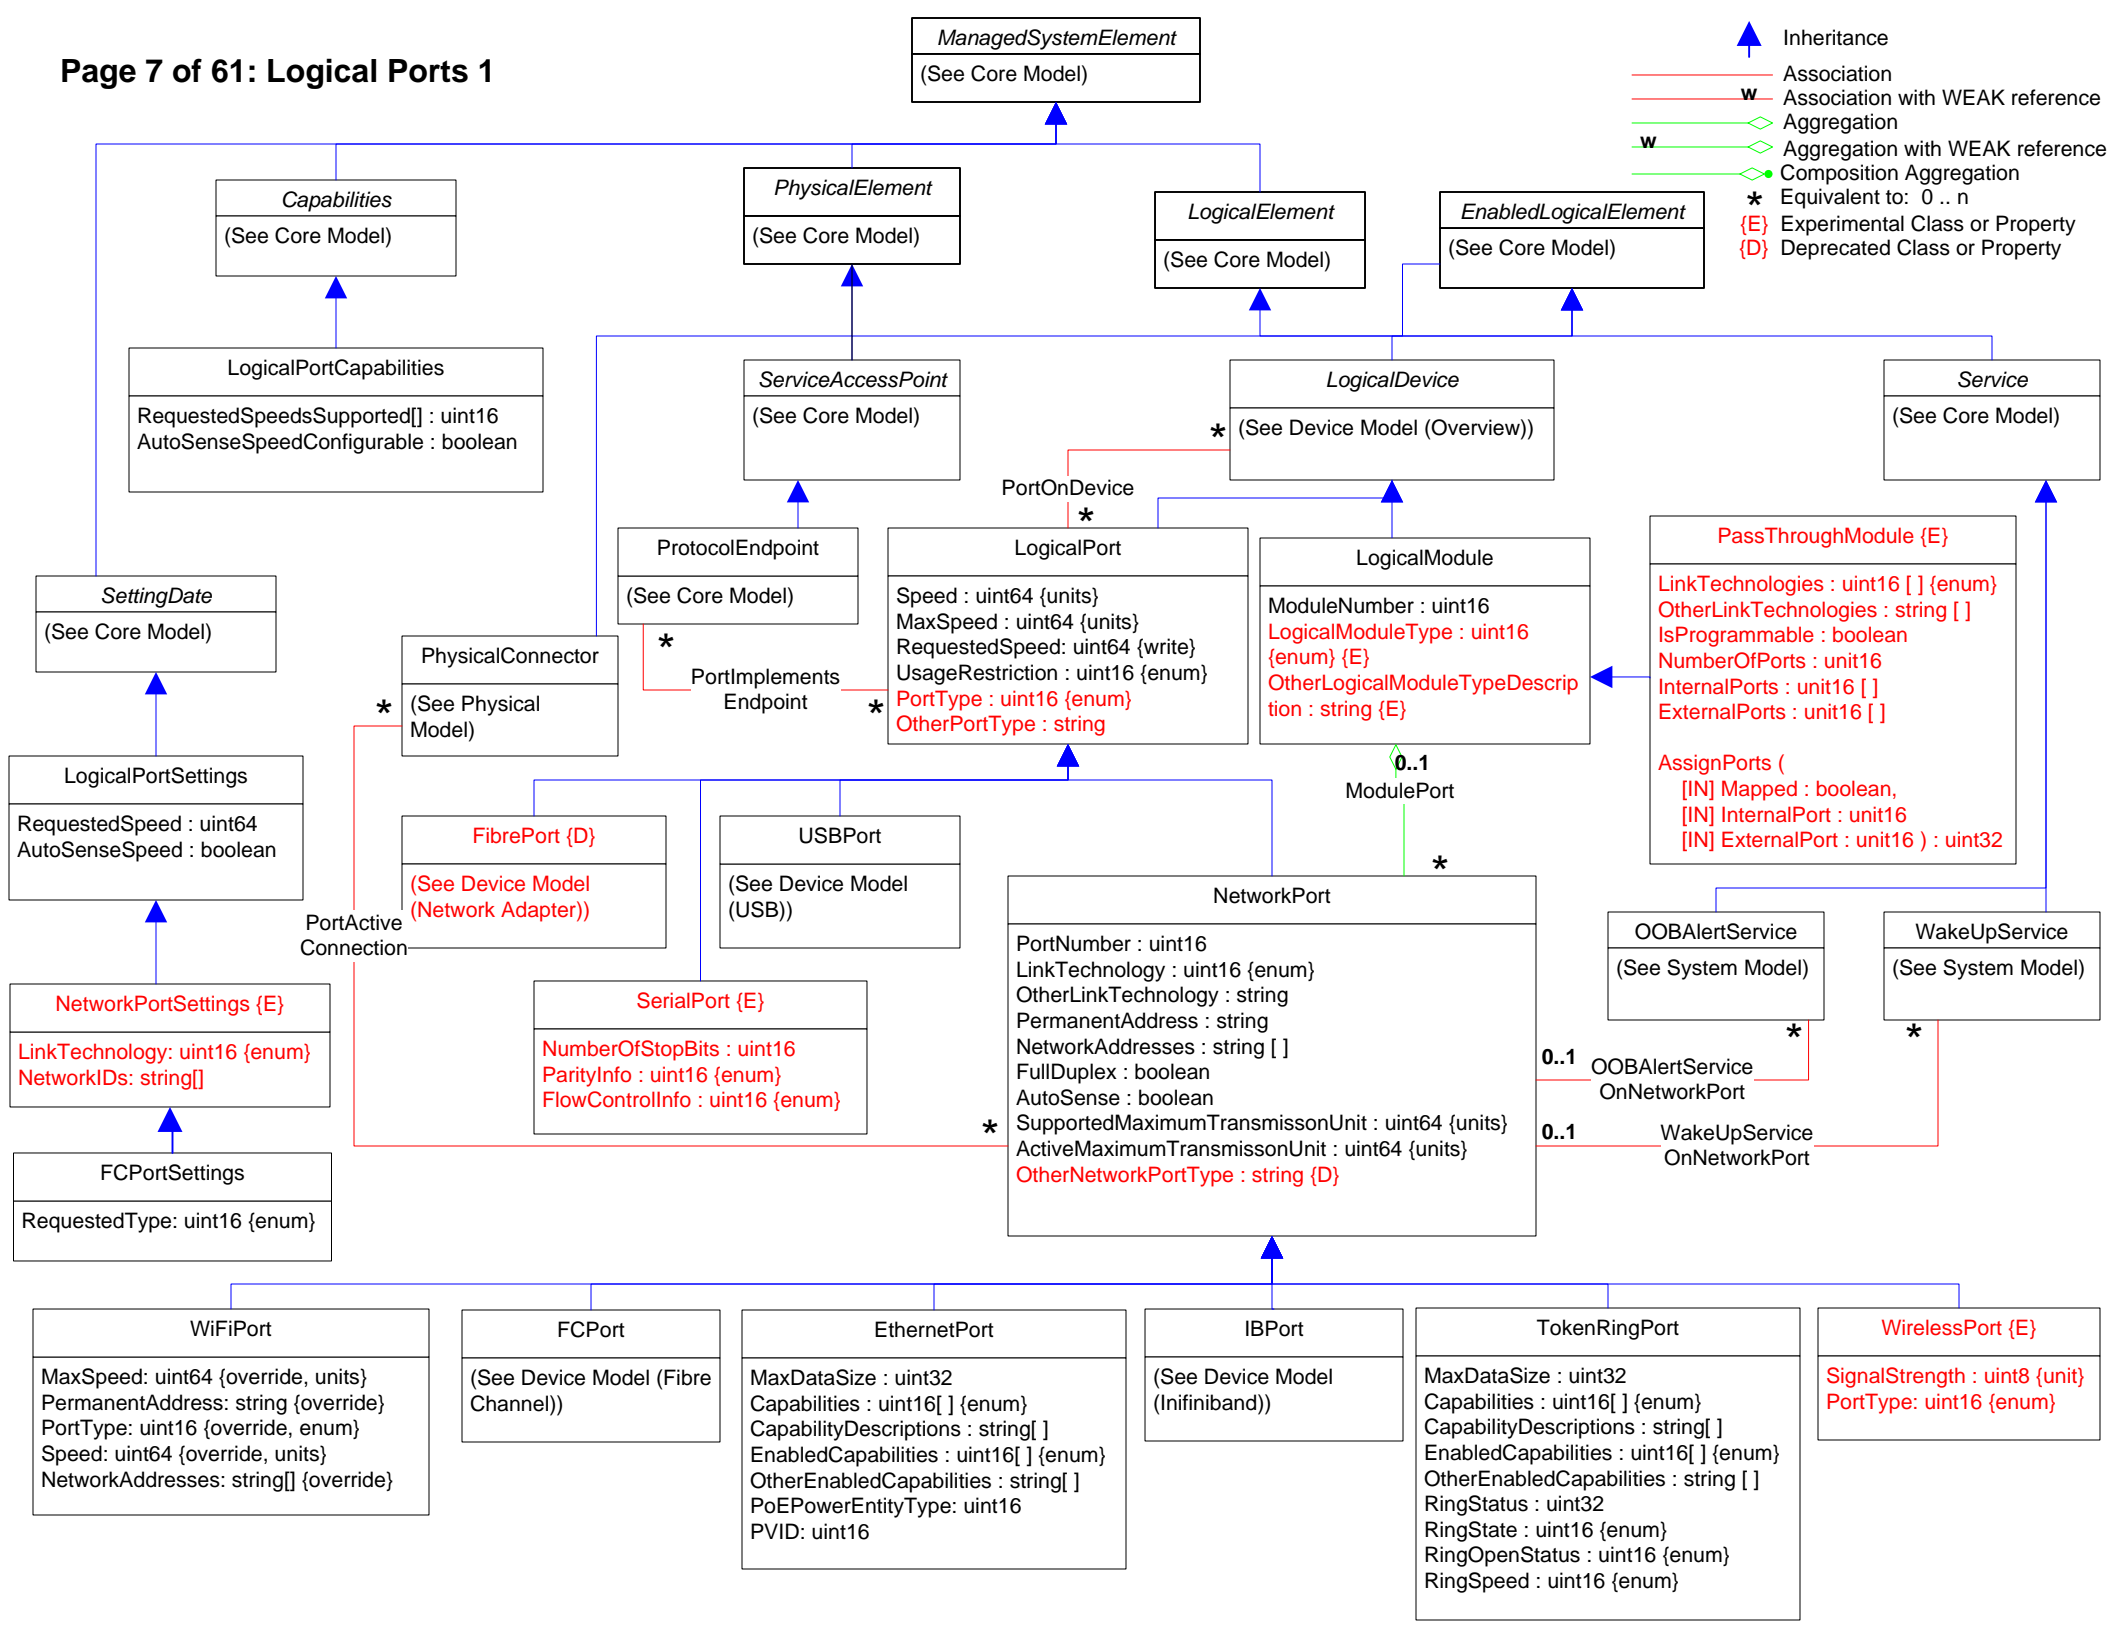 Page 7 of 61: Logical Ports 1
ManagedSystemElement
(See Core Model)
Inheritance
Association
w
Association with WEAK reference
Aggregation
w
Aggregation with WEAK reference
Composition Aggregation
* Equivalent to: 0 .. n
{E} Experimental Class or Property
{D} Deprecated Class or Property
Capabilities
(See Core Model)
PhysicalElement
(See Core Model)
LogicalElement
(See Core Model)
EnabledLogicalElement
(See Core Model)
LogicalPortCapabilities
RequestedSpeedsSupported[] : uint16
AutoSenseSpeedConfigurable : boolean
ServiceAccessPoint
(See Core Model)
LogicalDevice
(See Device Model (Overview))
*
PortOnDevice
*
Service
(See Core Model)
SettingDate
(See Core Model)
ProtocolEndpoint
(See Core Model)
*
PortImplements
Endpoint
*
LogicalPort
Speed : uint64 {units}
MaxSpeed : uint64 {units}
RequestedSpeed: uint64 {write}
UsageRestriction : uint16 {enum}
PortType : uint16 {enum}
OtherPortType : string
LogicalModule
ModuleNumber : uint16
LogicalModuleType : uint16
{enum} {E}
OtherLogicalModuleTypeDescrip
tion : string {E}
PassThroughModule {E}
LinkTechnologies : uint16 [ ] {enum}
OtherLinkTechnologies : string [ ]
IsProgrammable : boolean
NumberOfPorts : unit16
InternalPorts : unit16 [ ]
ExternalPorts : unit16 [ ]
AssignPorts (
[IN] Mapped : boolean,
[IN] InternalPort : unit16
[IN] ExternalPort : unit16 ) : uint32
PhysicalConnector
(See Physical
Model)
*
LogicalPortSettings
RequestedSpeed : uint64
AutoSenseSpeed : boolean
0..1
ModulePort
*
FibrePort {D}
(See Device Model
(Network Adapter))
USBPort
(See Device Model
(USB))
PortActive
Connection
*
NetworkPort
PortNumber : uint16
LinkTechnology : uint16 {enum}
OtherLinkTechnology : string
PermanentAddress : string
NetworkAddresses : string [ ]
FullDuplex : boolean
AutoSense : boolean
SupportedMaximumTransmissonUnit : uint64 {units}
ActiveMaximumTransmissonUnit : uint64 {units}
OtherNetworkPortType : string {D}
OOBAlertService
(See System Model)
WakeUpService
(See System Model)
*
*
0..1
OOBAlertService
OnNetworkPort
0..1
WakeUpService
OnNetworkPort
NetworkPortSettings {E}
LinkTechnology: uint16 {enum}
NetworkIDs: string[]
SerialPort {E}
NumberOfStopBits : uint16
ParityInfo : uint16 {enum}
FlowControlInfo : uint16 {enum}
FCPortSettings
RequestedType: uint16 {enum}
WiFiPort
MaxSpeed: uint64 {override, units}
PermanentAddress: string {override}
PortType: uint16 {override, enum}
Speed: uint64 {override, units}
NetworkAddresses: string[] {override}
FCPort
(See Device Model (Fibre
Channel))
EthernetPort
MaxDataSize : uint32
Capabilities : uint16[ ] {enum}
CapabilityDescriptions : string[ ]
EnabledCapabilities : uint16[ ] {enum}
OtherEnabledCapabilities : string[ ]
PoEPowerEntityType: uint16
PVID: uint16
IBPort
(See Device Model
(Inifiniband))
TokenRingPort
MaxDataSize : uint32
Capabilities : uint16[ ] {enum}
CapabilityDescriptions : string[ ]
EnabledCapabilities : uint16[ ] {enum}
OtherEnabledCapabilities : string [ ]
RingStatus : uint32
RingState : uint16 {enum}
RingOpenStatus : uint16 {enum}
RingSpeed : uint16 {enum}
WirelessPort {E}
SignalStrength : uint8 {unit}
PortType: uint16 {enum}